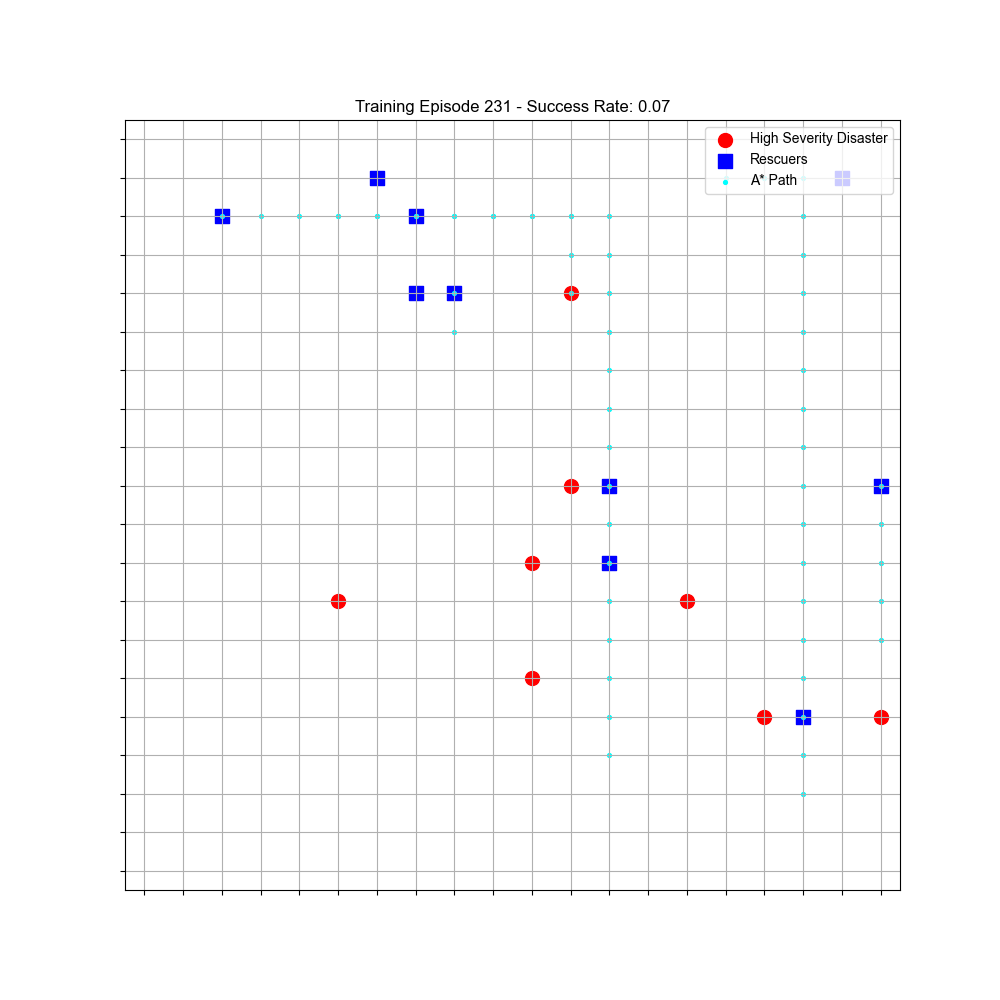 Training Episode 231 - Success Rate: 0.07
High Severity Disaster
Rescuers
A* Path